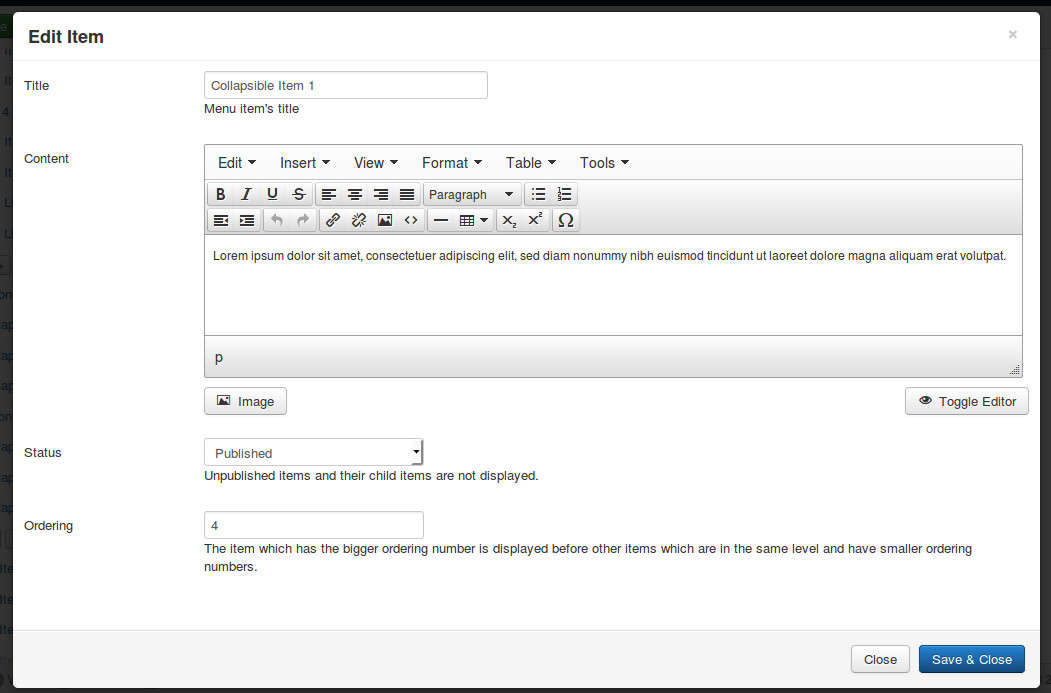 Edit Item
×
Title
Collapsible Item 1
Menu item's title
Content
Edit Insert View Format Table Tools
B I U S Paragraph
X₂ X² Ω
Lorem ipsum dolor sit amet, consectetuer adipiscing elit, sed diam nonummy nibh euismod tincidunt ut laoreet dolore magna aliquam erat volutpat.
p
Image Toggle Editor
Status
Published
Unpublished items and their child items are not displayed.
Ordering
4
The item which has the bigger ordering number is displayed before other items which are in the same level and have smaller ordering
numbers.
Close Save & Close